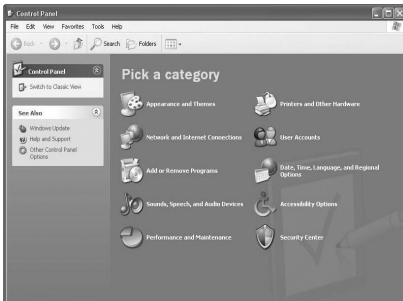 Control Panel
File Edit View Favorites Tools Help
Back Search Folders
Control Panel
Switch to Classic View
See Also
Windows Update
Help and Support
Other Control Panel
Options
Pick a category
Appearance and Themes
Printers and Other Hardware
Network and Internet Connections
User Accounts
Add or Remove Programs
Date, Time, Language, and Regional
Options
Sounds, Speech, and Audio Devices
Accessibility Options
Performance and Maintenance
Security Center